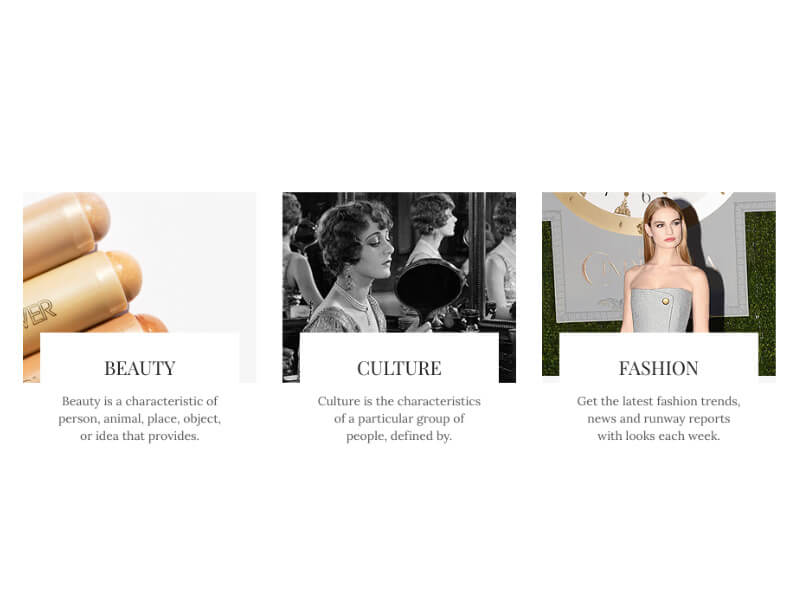 VER
6
BEAUTY
Beauty is a characteristic of
person, animal, place, object,
or idea that provides.
CULTURE
Culture is the characteristics
of a particular group of
people, defined by.
FASHION
Get the latest fashion trends,
news and runway reports
with looks each week.